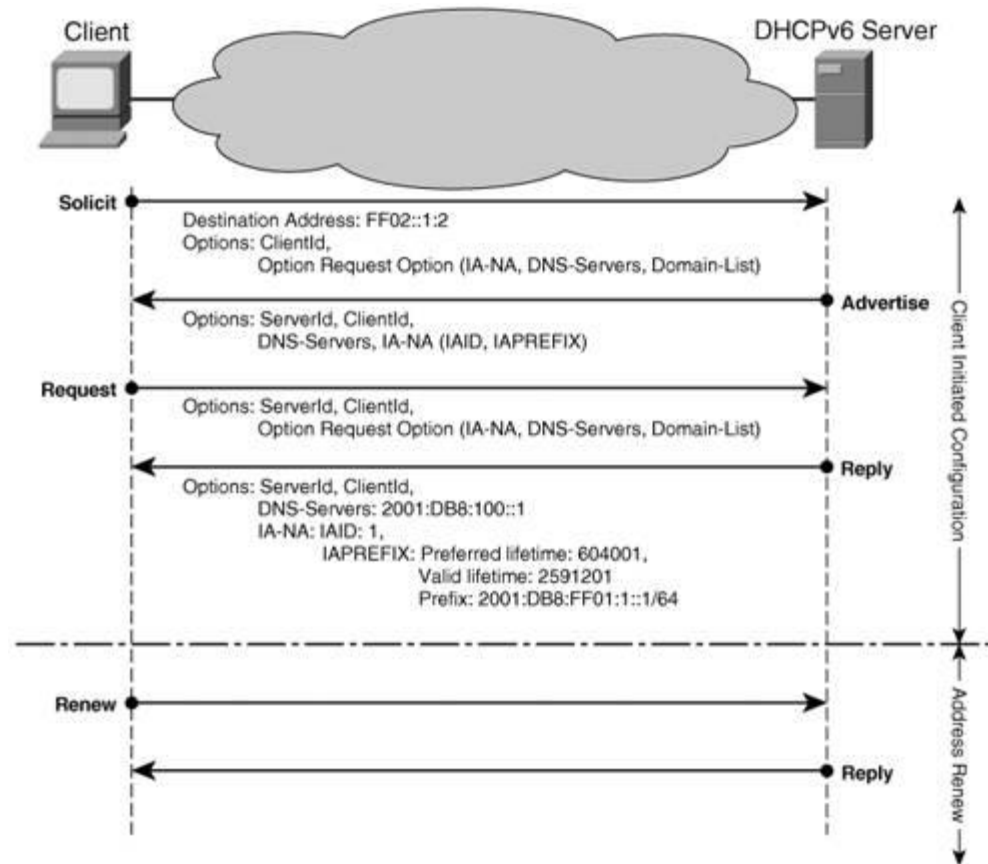 Client
DHCPv6 Server
Solicit
Destination Address: FF02::1:2
Options: ClientId,
Option Request Option (IA-NA, DNS-Servers, Domain-List)
Advertise
Options: ServerId, ClientId,
DNS-Servers, IA-NA (IAID, IAPREFIX)
Request
Options: ServerId, ClientId,
Option Request Option (IA-NA, DNS-Servers, Domain-List)
Reply
Options: ServerId, ClientId,
DNS-Servers: 2001:DB8:100::1
IA-NA: IAID: 1,
IAPREFIX: Preferred lifetime: 604001,
Valid lifetime: 2591201
Prefix: 2001:DB8:FF01:1::1/64
Client Initiated Configuration
Renew
Reply
Address Renew